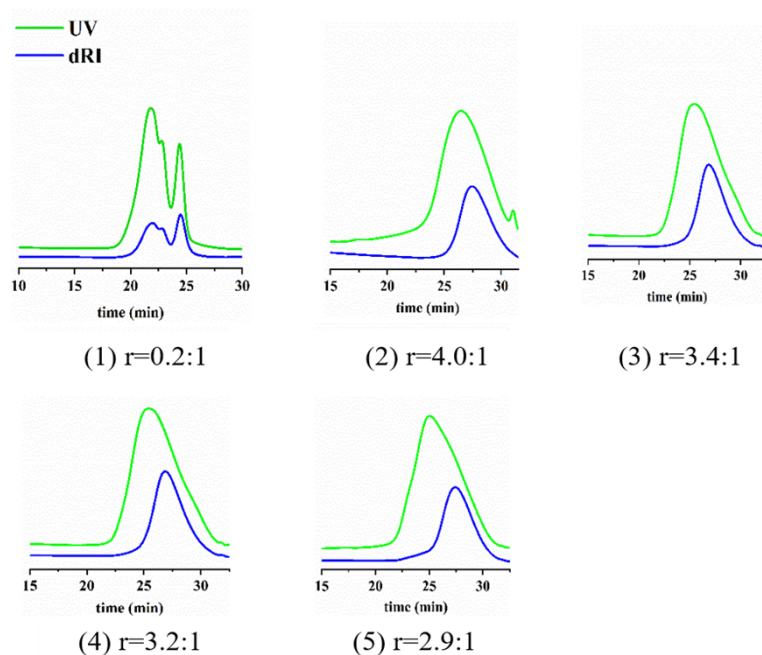 UV
dRI
10 15 20 25 30
time (min)
(1) r=0.2:1
15 20 25 30
time (min)
(2) r=4.0:1
15 20 25 30
time (min)
(3) r=3.4:1
15 20 25 30
time (min)
(4) r=3.2:1
15 20 25 30
time (min)
(5) r=2.9:1